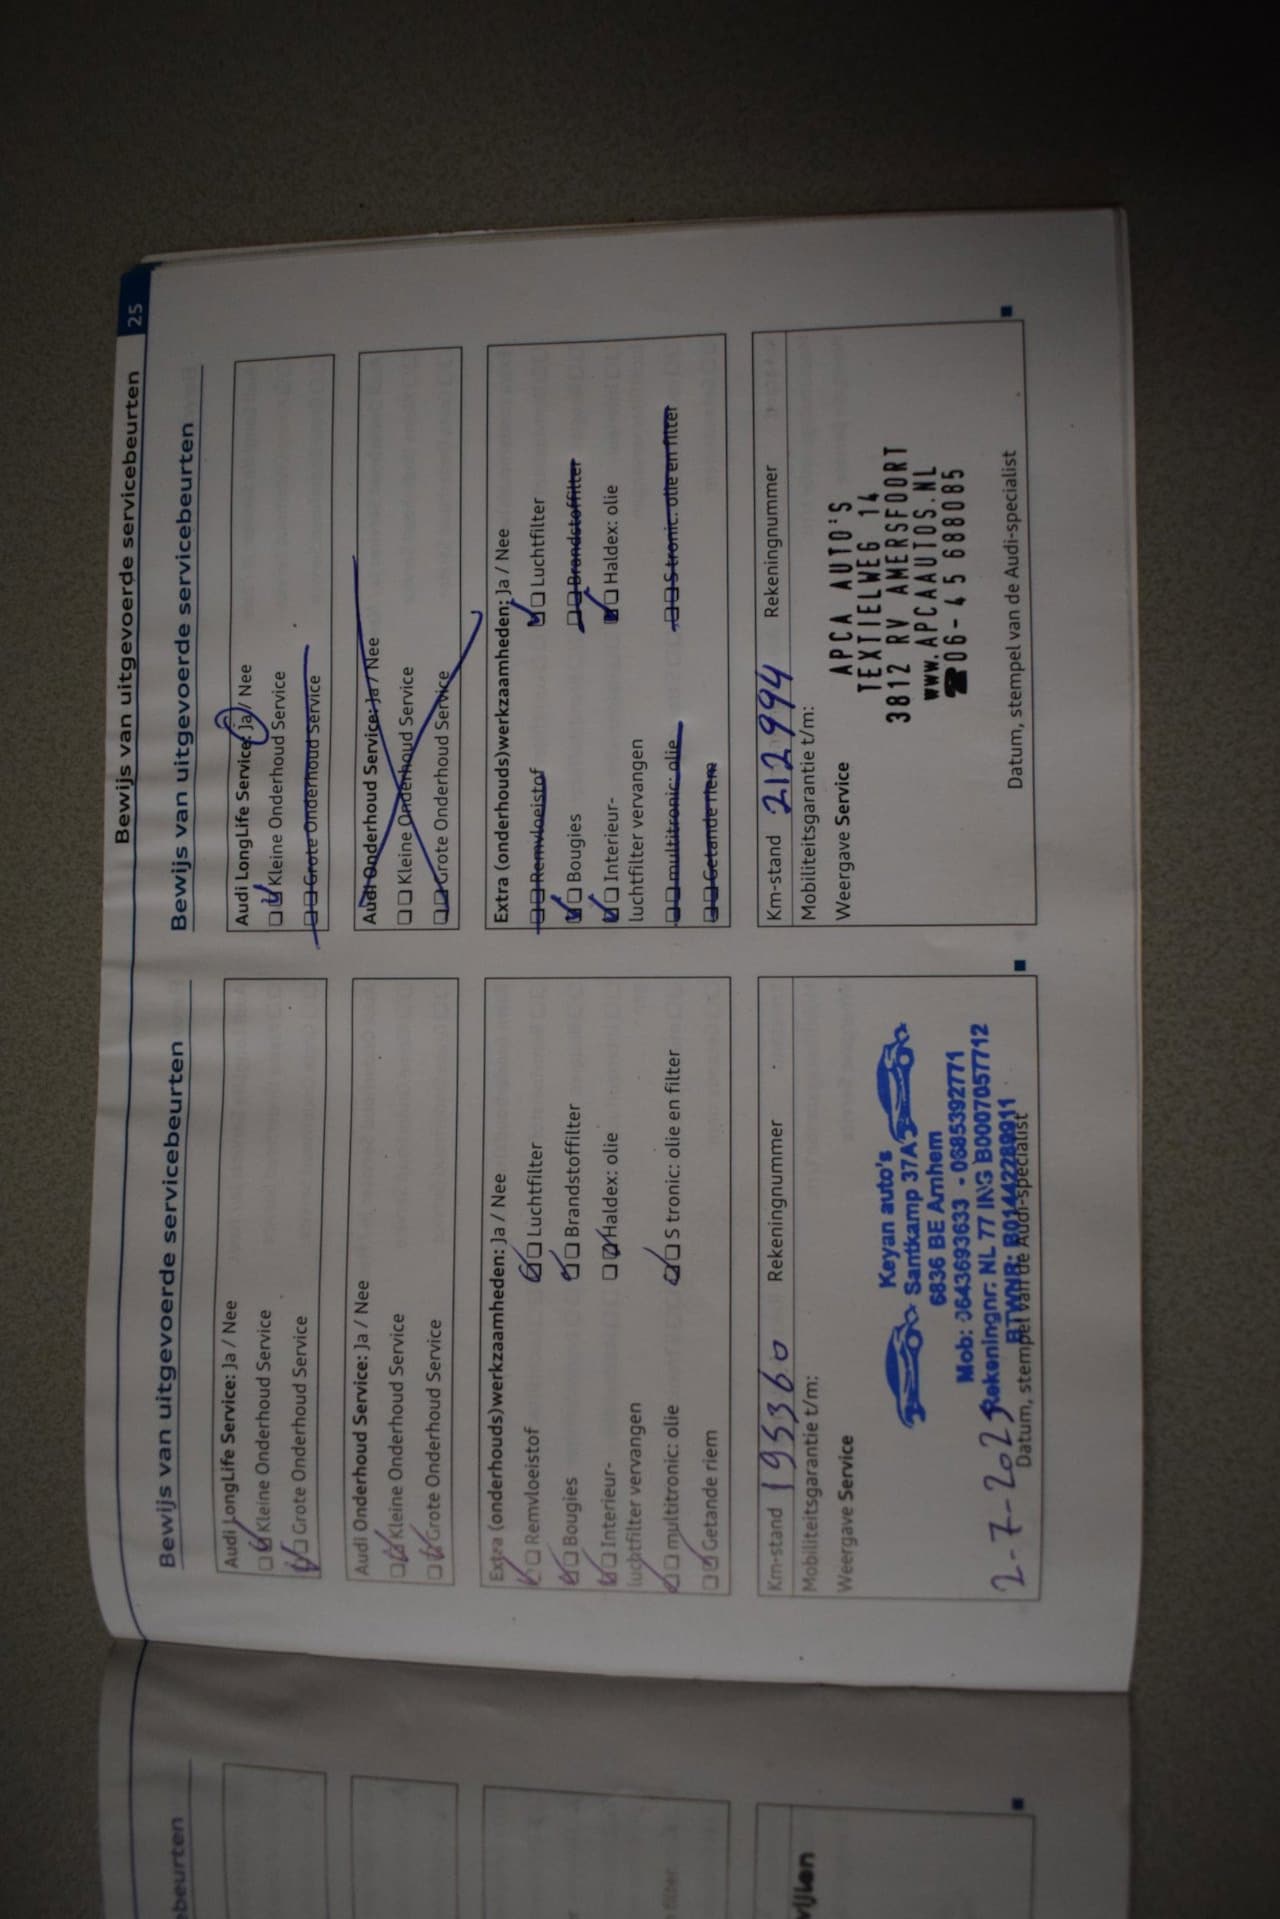 ebeurten
wijken
Bewijs van uitgevoerde servicebeurten 25
Bewijs van uitgevoerde servicebeurten
Audi LongLife Service: Ja / Nee
Kleine Onderhoud Service
Grote Onderhoud Service
Audi Onderhoud Service: Ja / Nee
Kleine Onderhoud Service
Grote Onderhoud Service
Extra (onderhouds)werkzaamheden: Ja / Nee
Remvloeistof Luchtfilter
Bougies Brandstoffilter
Interieur- Haldex: olie
luchtfilter vervangen
multitronic: olie S tronic: olie en filter
Getande riem
Km-stand 195360 Rekeningnummer
Mobiliteitsgarantie t/m:
Weergave Service
Keyan auto's
Santkamp 37A
6836 BE Arnhem
Mob: 0643693633 - 0685392771
Rekeningnr: NL 77 ING B0007057712
2-7-2025
Datum, stempel van de Audi-specialist
Bewijs van uitgevoerde servicebeurten
Audi LongLife Service: Ja / Nee
Kleine Onderhoud Service
Grote Onderhoud Service
Audi Onderhoud Service: Ja / Nee
Kleine Onderhoud Service
Grote Onderhoud Service
Extra (onderhouds)werkzaamheden: Ja / Nee
Remvloeistof Luchtfilter
Bougies Brandstoffilter
Interieur- Haldex: olie
luchtfilter vervangen
multitronic: olie S tronic: olie en filter
Getande riem
Km-stand 212994 Rekeningnummer
Mobiliteitsgarantie t/m:
Weergave Service
APCA AUTO'S
TEXTIELWEG 14
3812 RV AMERSFOORT
www.APCAAUTOS.NL
☎06-45 688085
Datum, stempel van de Audi-specialist